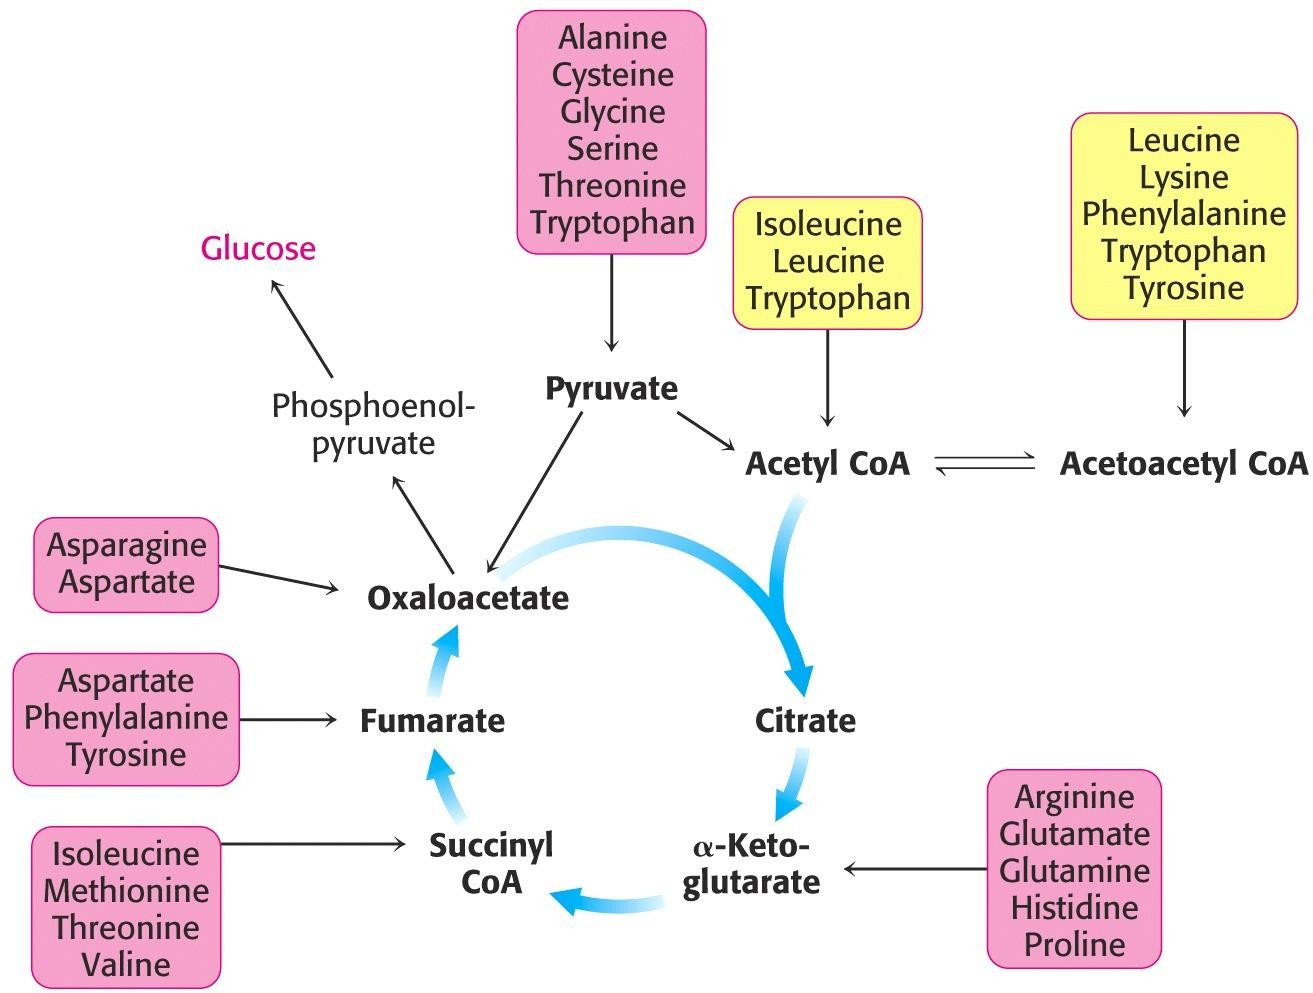 Alanine
Cysteine
Glycine
Serine
Threonine
Tryptophan
Leucine
Lysine
Phenylalanine
Tryptophan
Tyrosine
Isoleucine
Leucine
Tryptophan
Glucose
Pyruvate
Phosphoenol-
pyruvate
Acetyl CoA
Acetoacetyl CoA
Asparagine
Aspartate
Oxaloacetate
Aspartate
Phenylalanine
Tyrosine
Fumarate
Citrate
Isoleucine
Methionine
Threonine
Valine
Succinyl
CoA
α-Keto-
glutarate
Arginine
Glutamate
Glutamine
Histidine
Proline